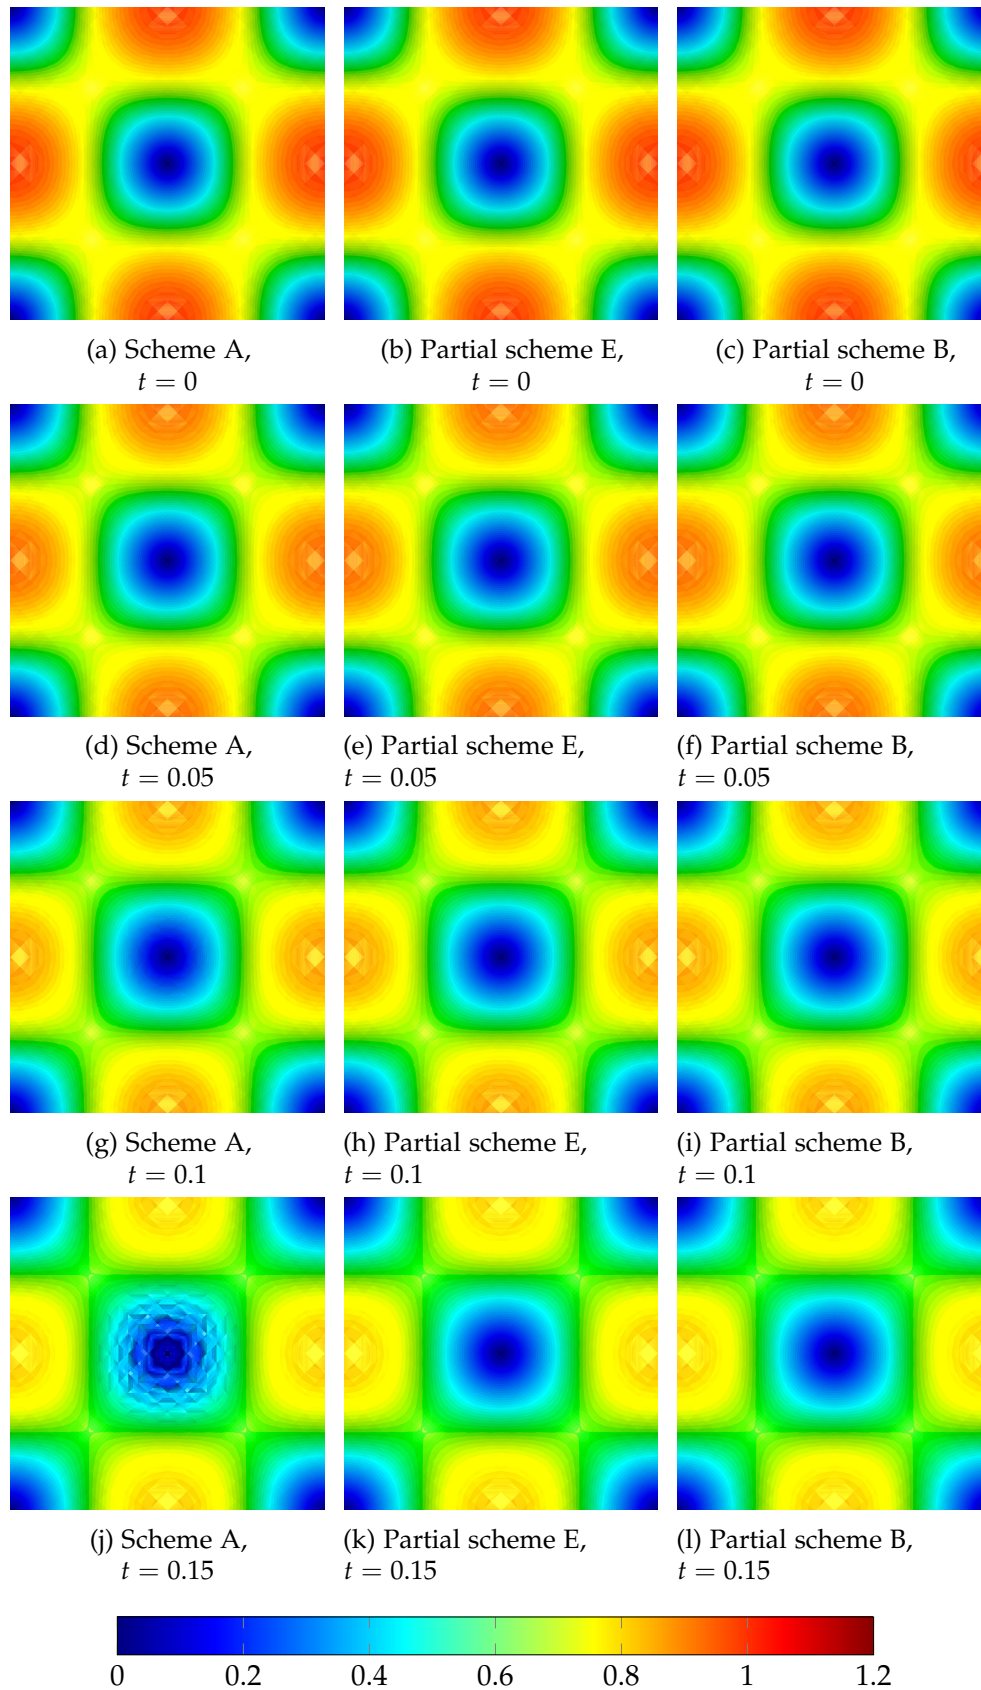 (a) Scheme A,
t = 0
(b) Partial scheme E,
t = 0
(c) Partial scheme B,
t = 0
(d) Scheme A,
t = 0.05
(e) Partial scheme E,
t = 0.05
(f) Partial scheme B,
t = 0.05
(g) Scheme A,
t = 0.1
(h) Partial scheme E,
t = 0.1
(i) Partial scheme B,
t = 0.1
(j) Scheme A,
t = 0.15
(k) Partial scheme E,
t = 0.15
(l) Partial scheme B,
t = 0.15
0 0.2 0.4 0.6 0.8 1 1.2